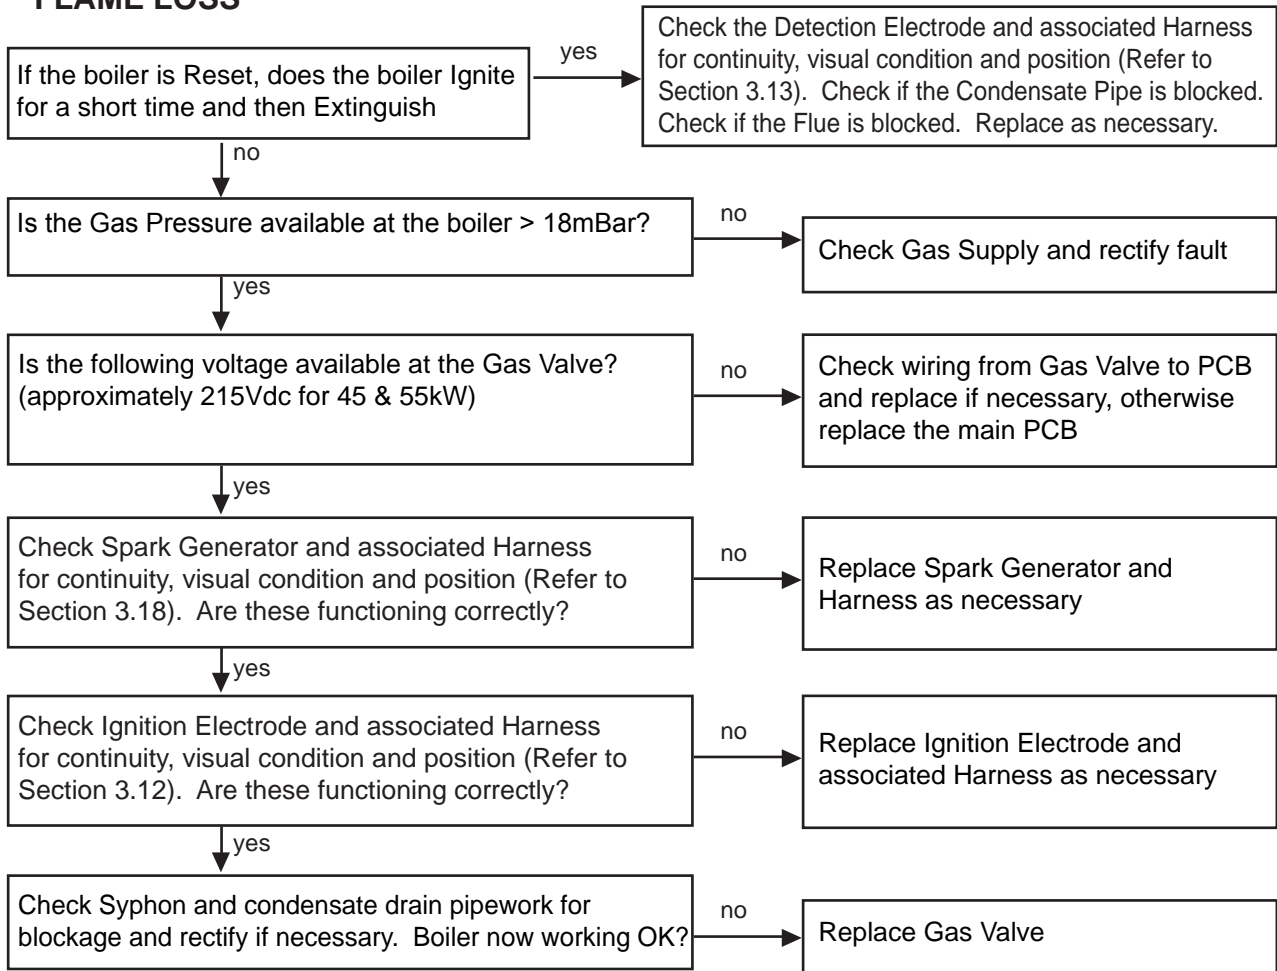 FLAME LOSS
If the boiler is Reset, does the boiler Ignite
for a short time and then Extinguish
yes
Check the Detection Electrode and associated Harness
for continuity, visual condition and position (Refer to
Section 3.13).  Check if the Condensate Pipe is blocked.
Check if the Flue is blocked.  Replace as necessary.
no
Is the Gas Pressure available at the boiler > 18mBar?
no
Check Gas Supply and rectify fault
yes
Is the following voltage available at the Gas Valve?
(approximately 215Vdc for 45 & 55kW)
no
Check wiring from Gas Valve to PCB
and replace if necessary, otherwise
replace the main PCB
yes
Check Spark Generator and associated Harness
for continuity, visual condition and position (Refer to
Section 3.18).  Are these functioning correctly?
no
Replace Spark Generator and
Harness as necessary
yes
Check Ignition Electrode and associated Harness
for continuity, visual condition and position (Refer to
Section 3.12).  Are these functioning correctly?
no
Replace Ignition Electrode and
associated Harness as necessary
yes
Check Syphon and condensate drain pipework for
blockage and rectify if necessary.  Boiler now working OK?
no
Replace Gas Valve